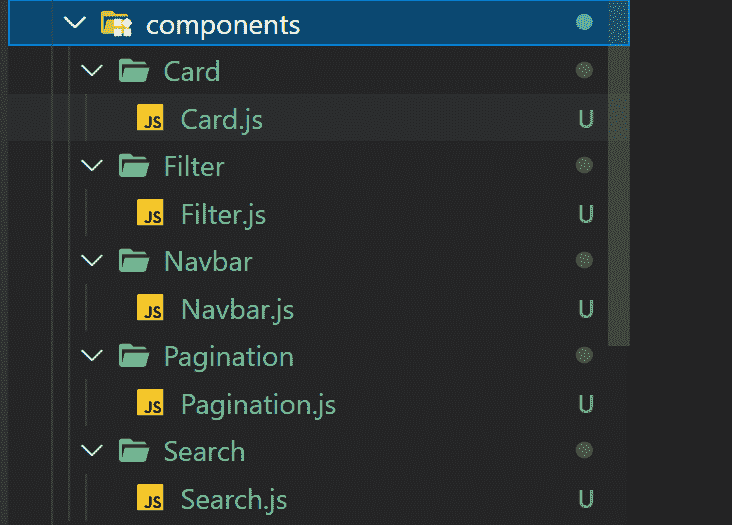 components
Card
JS Card.js U
Filter
JS Filter.js U
Navbar
JS Navbar.js U
Pagination
JS Pagination.js U
Search
JS Search.js U